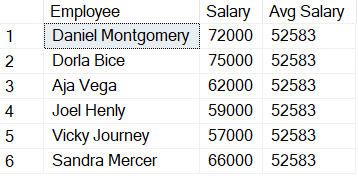 Employee Salary Avg Salary
1 Daniel Montgomery 72000 52583
2 Dorla Bice 75000 52583
3 Aja Vega 62000 52583
4 Joel Henly 59000 52583
5 Vicky Journey 57000 52583
6 Sandra Mercer 66000 52583